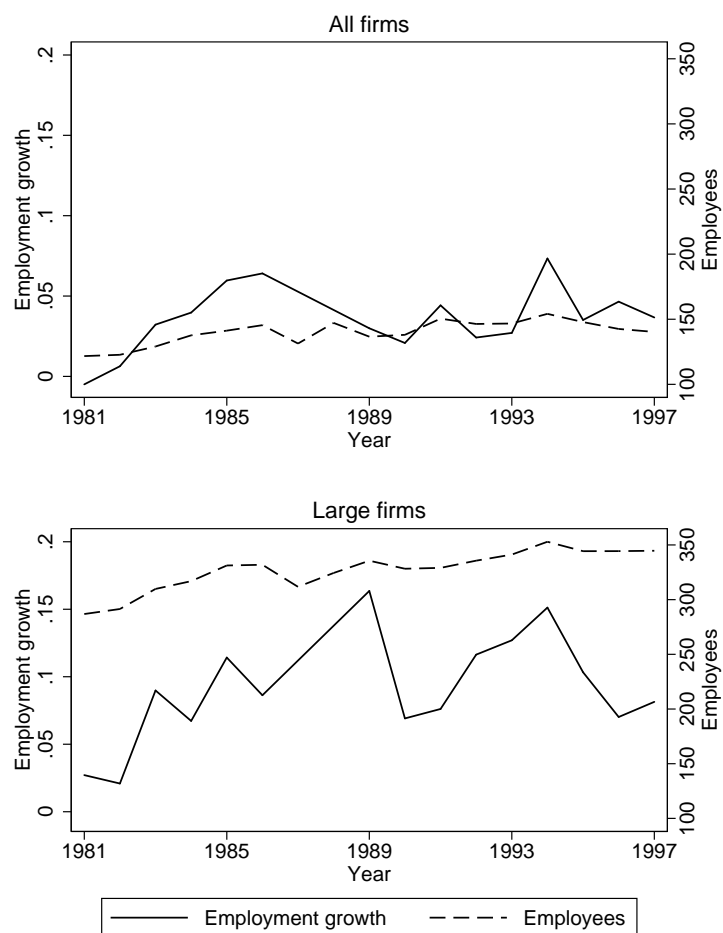 All firms
.2
.15
.1
.05
0
Employment growth
350
300
250
200
150
100
Employees
1981 1985 1989 1993 1997
Year
Large firms
.2
.15
.1
.05
0
Employment growth
350
300
250
200
150
100
Employees
1981 1985 1989 1993 1997
Year
Employment growth Employees